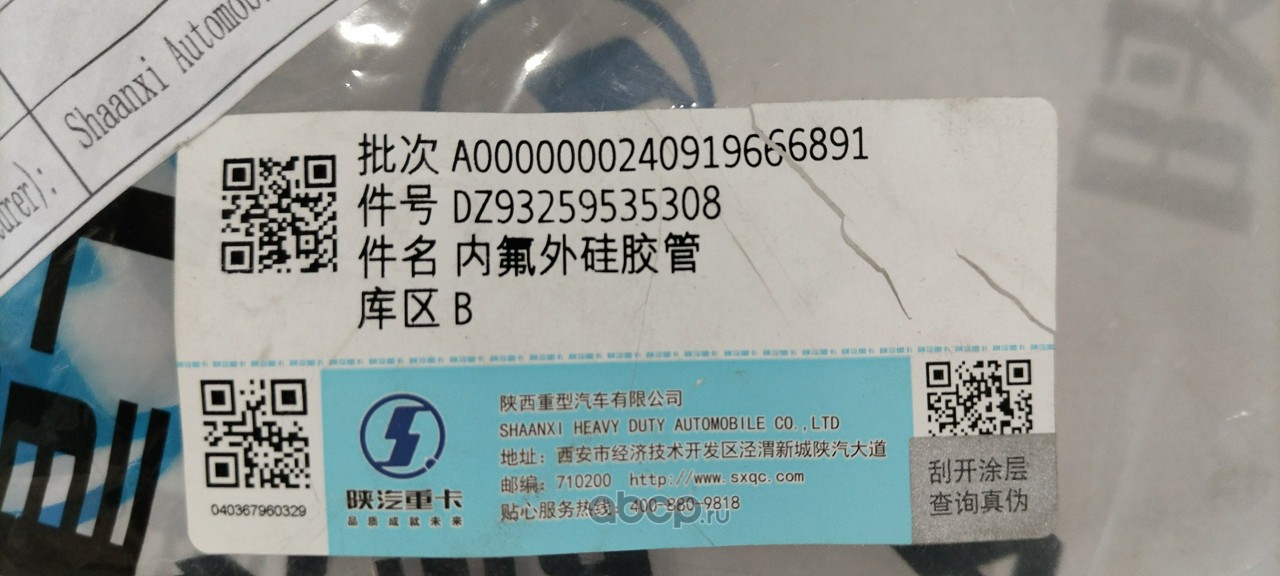 Shaanxi Automob
urer):
批次 A0000000240919666891
件号 DZ93259535308
件名 内氟外硅胶管
库区 B
陕汽重卡
品质成就未来
040367960329
陕西重型汽车有限公司
SHAANXI HEAVY DUTY AUTOMOBILE CO.,LTD
地址：西安市经济技术开发区泾渭新城陕汽大道
邮编：710200 http://www.sxqc.com
贴心服务热线：400-880-9818
刮开涂层
查询真伪
abcp.ru